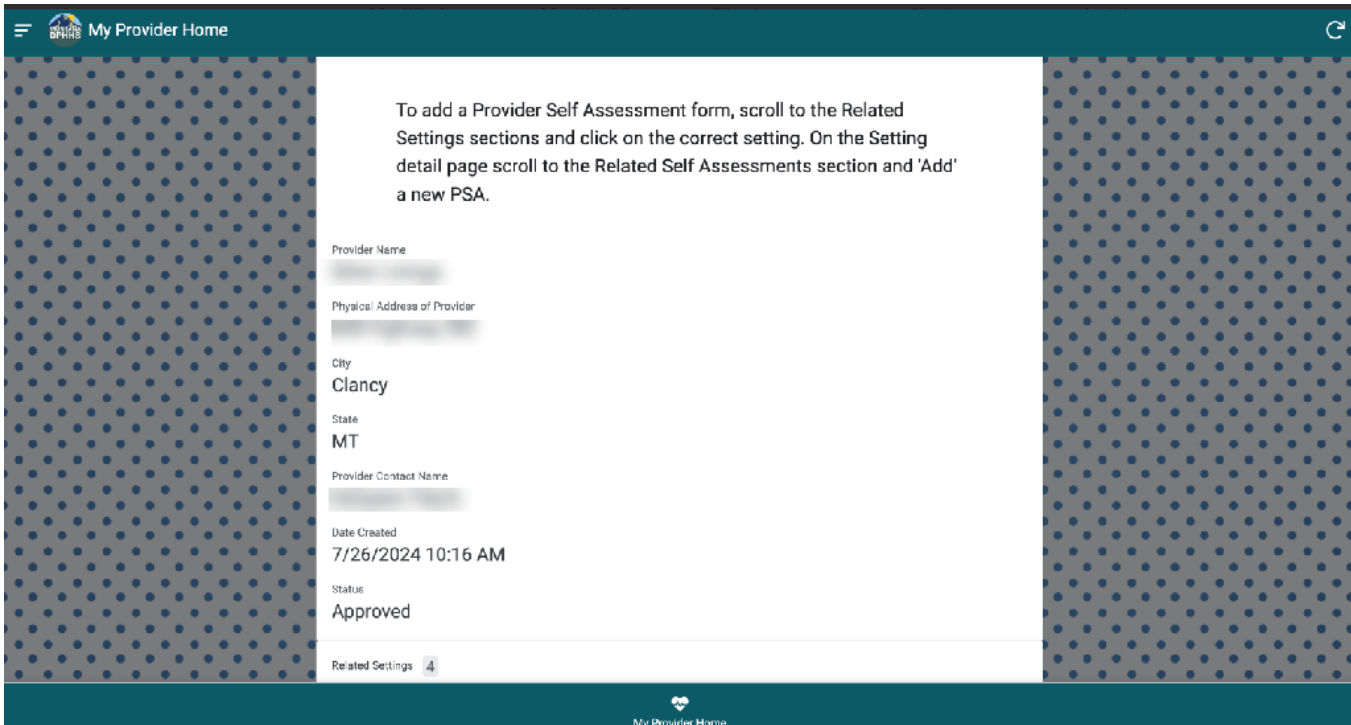 MONTANA
DPHHS
My Provider Home
To add a Provider Self Assessment form, scroll to the Related
Settings sections and click on the correct setting. On the Setting
detail page scroll to the Related Self Assessments section and 'Add'
a new PSA.
Provider Name
Physical Address of Provider
City
Clancy
State
MT
Provider Contact Name
Date Created
7/26/2024 10:16 AM
Status
Approved
Related Settings 4
My Provider Home